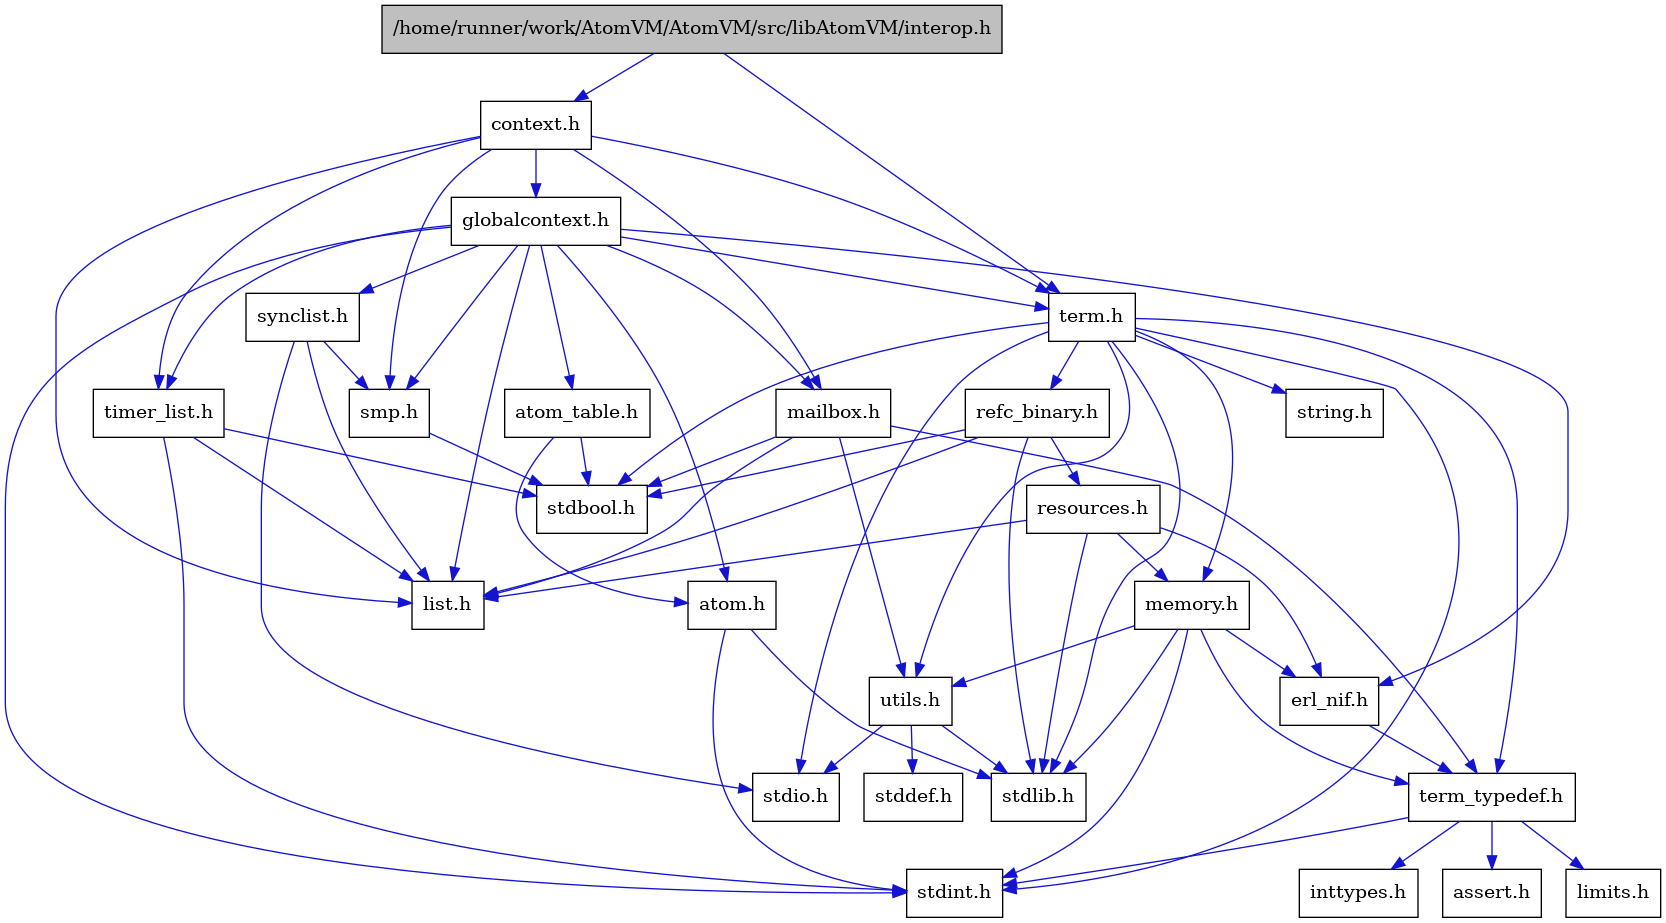 /home/runner/work/AtomVM/AtomVM/src/libAtomVM/interop.h
context.h
globalcontext.h
synclist.h
term.h
timer_list.h
smp.h
atom_table.h
mailbox.h
refc_binary.h
string.h
stdbool.h
resources.h
list.h
atom.h
memory.h
utils.h
erl_nif.h
stdio.h
stddef.h
stdlib.h
term_typedef.h
stdint.h
inttypes.h
assert.h
limits.h